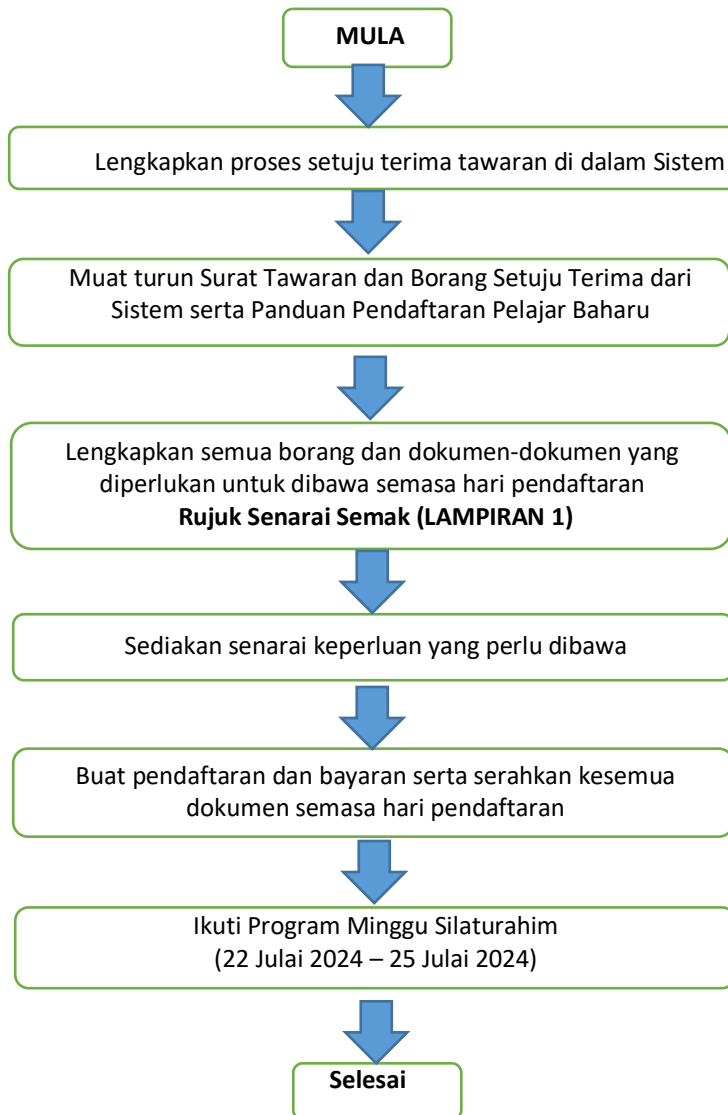 MULA
Lengkapkan proses setuju terima tawaran di dalam Sistem
Muat turun Surat Tawaran dan Borang Setuju Terima dari
Sistem serta Panduan Pendaftaran Pelajar Baharu
Lengkapkan semua borang dan dokumen-dokumen yang
diperlukan untuk dibawa semasa hari pendaftaran
Rujuk Senarai Semak (LAMPIRAN 1)
Sediakan senarai keperluan yang perlu dibawa
Buat pendaftaran dan bayaran serta serahkan kesemua
dokumen semasa hari pendaftaran
Ikuti Program Minggu Silaturahim
(22 Julai 2024 – 25 Julai 2024)
Selesai